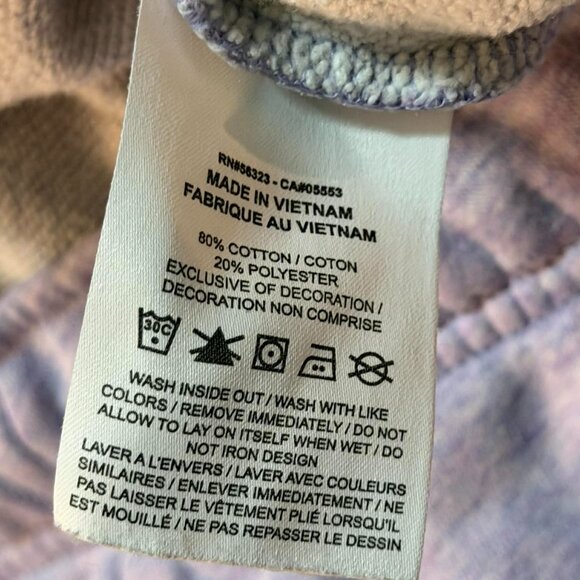 RN#56323 - CA#05553
MADE IN VIETNAM
FABRIQUE AU VIETNAM
80% COTTON / COTON
20% POLYESTER
EXCLUSIVE OF DECORATION /
DECORATION NON COMPRISE
30C
WASH INSIDE OUT / WASH WITH LIKE
COLORS / REMOVE IMMEDIATELY / DO NOT
ALLOW TO LAY ON ITSELF WHEN WET / DO
NOT IRON DESIGN
LAVER A L'ENVERS / LAVER AVEC COULEURS
SIMILAIRES / ENLEVER IMMEDIATEMENT / NE
PAS LAISSER LE VÊTEMENT PLIÉ LORSQU'IL
EST MOUILLÉ / NE PAS REPASSER LE DESSIN